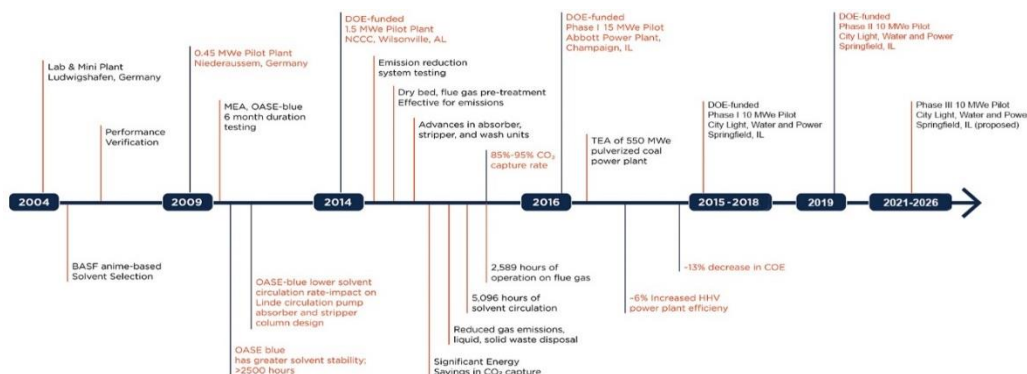 DOE-funded
1.5 MWe Pilot Plant
NCCC, Wilsonville, AL
DOE-funded
Phase I 15 MWe Pilot
Abbott Power Plant,
Champaign, IL
DOE-funded
Phase II 10 MWe Pilot
City Light, Water and Power
Springfield, IL
0.45 MWe Pilot Plant
Niederaussem, Germany
Lab & Mini Plant
Ludwigshafen, Germany
Emission reduction
system testing
Dry bed, flue gas pre-treatment
Effective for emissions
MEA, OASE-blue
6 month duration
testing
Performance
Verification
Advances in absorber,
stripper, and wash units
85%-95% CO₂
capture rate
TEA of 550 MWe
pulverized coal
power plant
DOE-funded
Phase I 10 MWe Pilot
City Light, Water and Power
Springfield, IL
Phase III 10 MWe Pilot
City Light, Water and Power
Springfield, IL (proposed)
2004
2009
2014
2016
2015-2018
2019
2021-2026
BASF anime-based
Solvent Selection
OASE-blue lower solvent
circulation rate-impact on
Linde circulation pump
absorber and stripper
column design
OASE blue
has greater solvent stability;
>2500 hours
2,589 hours
of operation on flue gas
5,096 hours of
solvent circulation
Reduced gas emissions,
liquid, solid waste disposal
Significant Energy
Savings in CO₂ capture
~13% decrease in COE
~6% Increased HHV
power plant efficieny